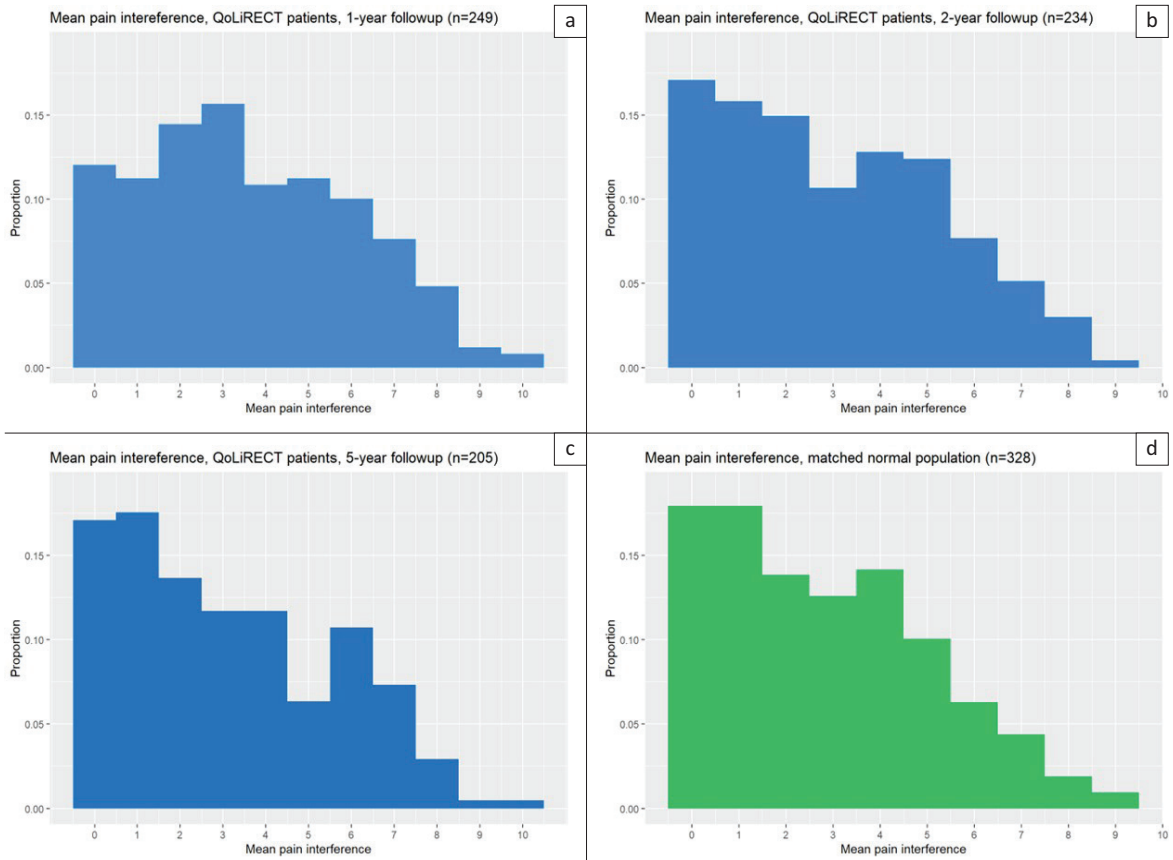 Mean pain intereference, QoLiRECT patients, 1-year followup (n=249)
a
Proportion
0.15
0.10
0.05
0.00
0 1 2 3 4 5 6 7 8 9 10
Mean pain interference
Mean pain intereference, QoLiRECT patients, 2-year followup (n=234)
b
Proportion
0.15
0.10
0.05
0.00
0 1 2 3 4 5 6 7 8 9 10
Mean pain interference
Mean pain intereference, QoLiRECT patients, 5-year followup (n=205)
c
Proportion
0.15
0.10
0.05
0.00
0 1 2 3 4 5 6 7 8 9 10
Mean pain interference
Mean pain intereference, matched normal population (n=328)
d
Proportion
0.15
0.10
0.05
0.00
0 1 2 3 4 5 6 7 8 9 10
Mean pain interference